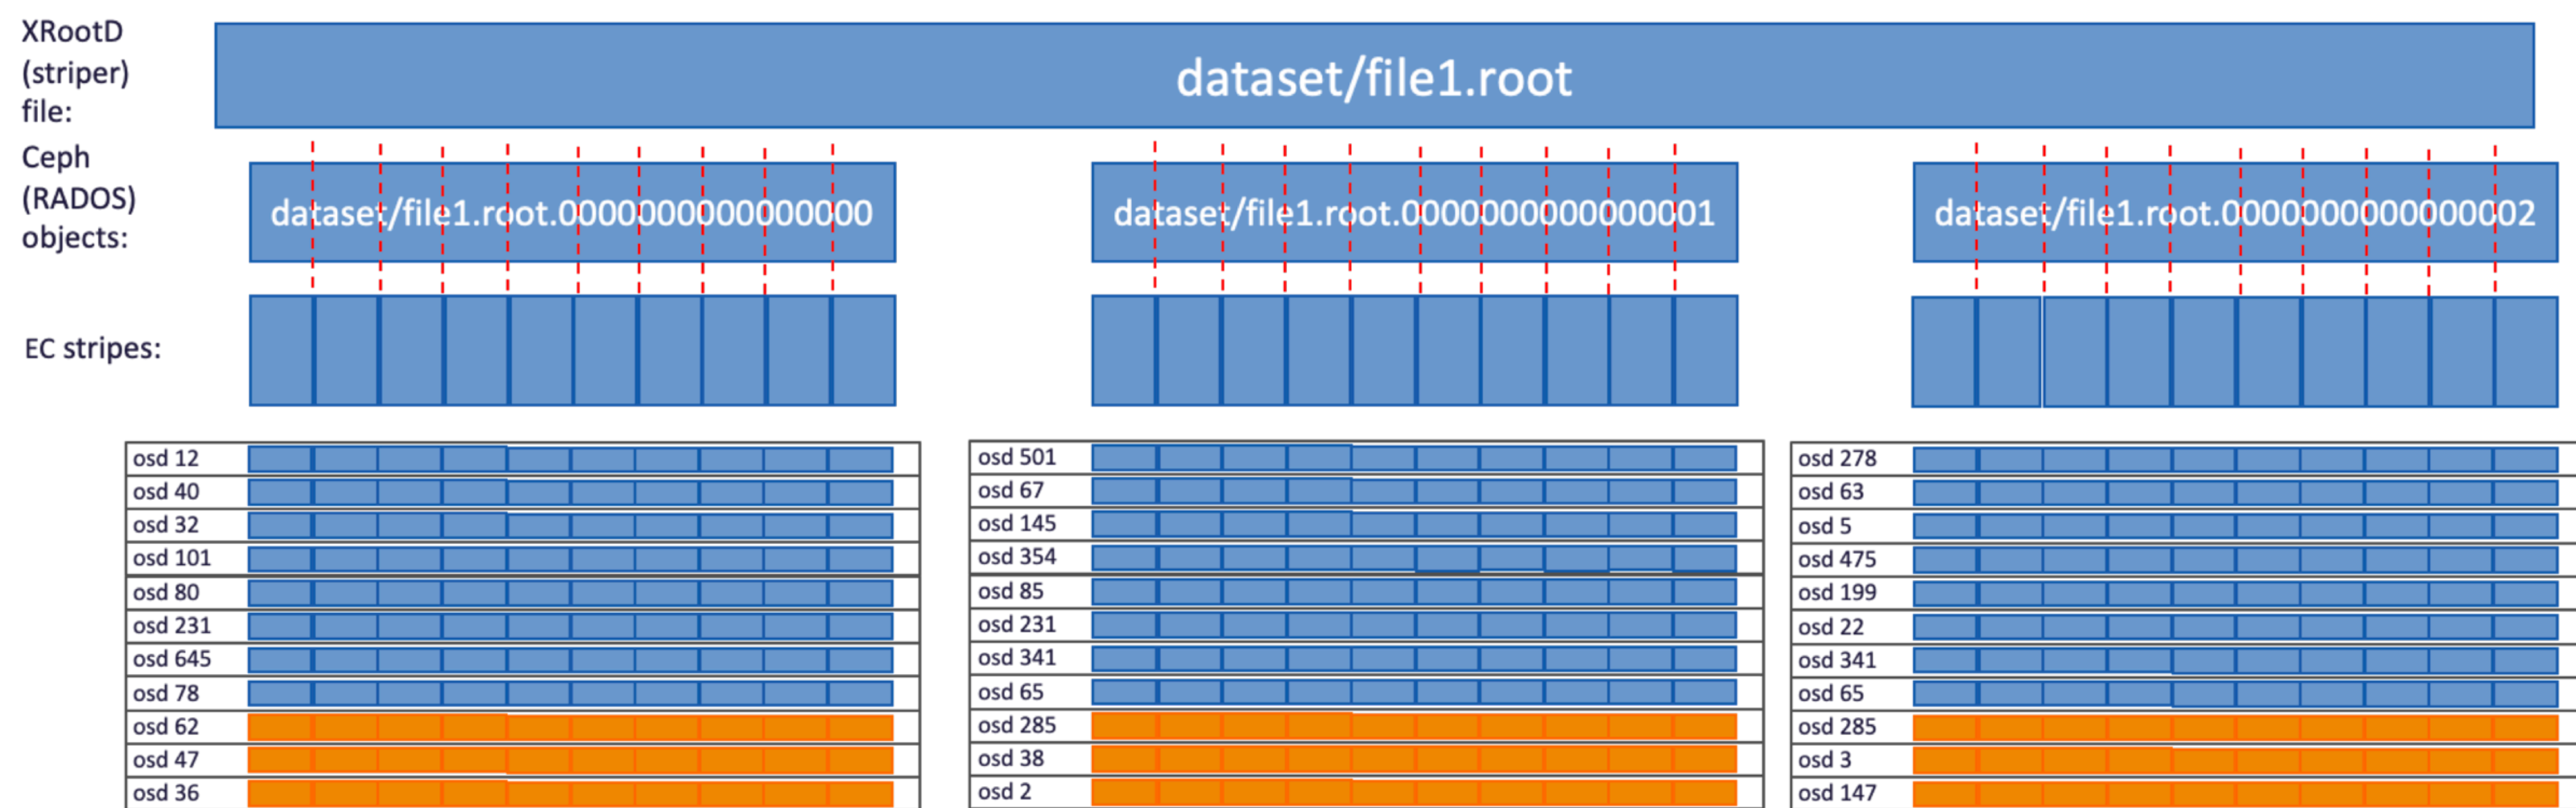 XRootD
(striper)
file:
dataset/file1.root
Ceph
(RADOS)
objects:
dataset/file1.root.0000000000000000
dataset/file1.root.0000000000000001
dataset/file1.root.0000000000000002
EC stripes:
osd 12
osd 40
osd 32
osd 101
osd 80
osd 231
osd 645
osd 78
osd 62
osd 47
osd 36
osd 501
osd 67
osd 145
osd 354
osd 85
osd 231
osd 341
osd 65
osd 285
osd 38
osd 2
osd 278
osd 63
osd 5
osd 475
osd 199
osd 22
osd 341
osd 65
osd 285
osd 3
osd 147